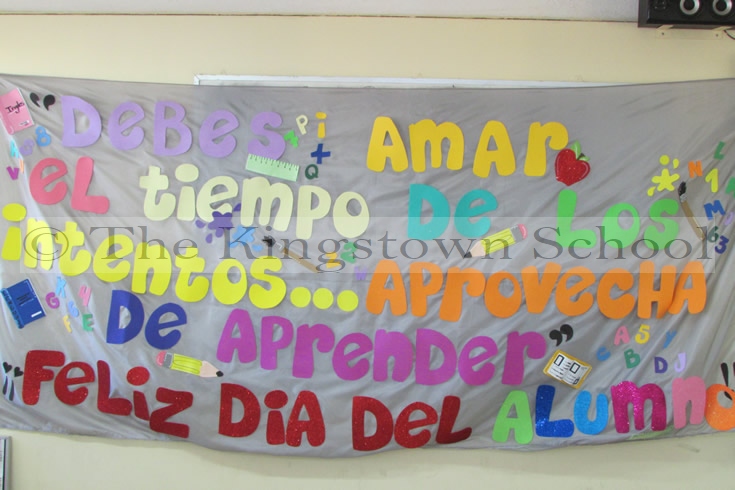 "DeBes AmAr
eL tiempo De Los
intentos... AprovecHA
De Aprender"
"Feliz DiA Del Alumno"
© The Kingstown School